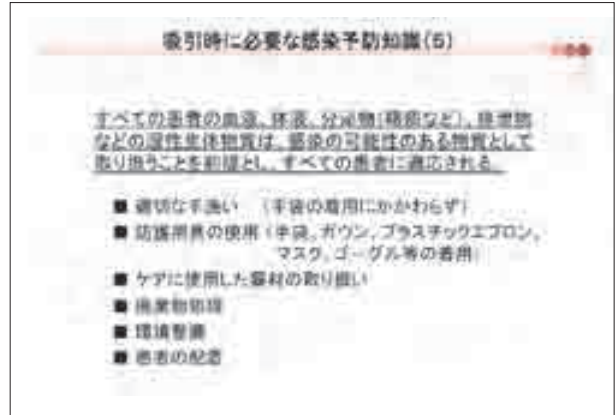 吸引時に必要な感染予防知識(5)
すべての患者の血液、体液、分泌物(喀痰など)、排泄物
などの湿性生体物質は、感染の可能性のある物質として
取り扱うことを前提とし、すべての患者に適応される。
■ 適切な手洗い (手袋の着用にかかわらず)
■ 防護用具の使用(手袋、ガウン、プラスチックエプロン、
マスク、ゴーグル等の着用)
■ ケアに使用した器材の取り扱い
■ 廃棄物処理
■ 環境整備
■ 患者の配置